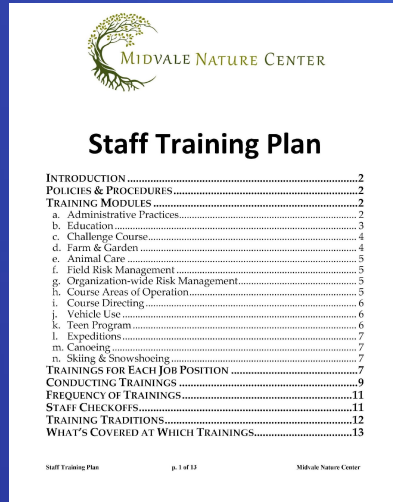 MIDVALE NATURE CENTER
Staff Training Plan
INTRODUCTION...2
POLICIES & PROCEDURES...2
TRAINING MODULES...2
a. Administrative Practices...2
b. Education...3
c. Challenge Course...4
d. Farm & Garden...4
e. Animal Care...5
f. Field Risk Management...5
g. Organization-wide Risk Management...5
h. Course Areas of Operation...5
i. Course Directing...6
j. Vehicle Use...6
k. Teen Program...6
l. Expeditions...7
m. Canoeing...7
n. Skiing & Snowshoeing...7
TRAININGS FOR EACH JOB POSITION...7
CONDUCTING TRAININGS...9
FREQUENCY OF TRAININGS...11
STAFF CHECKOFFS...11
TRAINING TRADITIONS...12
WHAT'S COVERED AT WHICH TRAININGS...13
Staff Training Plan p. 1 of 13 Midvale Nature Center